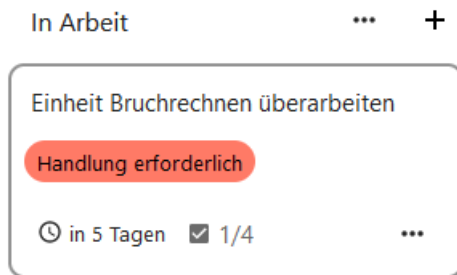 In Arbeit
Einheit Bruchrechnen überarbeiten
Handlung erforderlich
in 5 Tagen 1/4